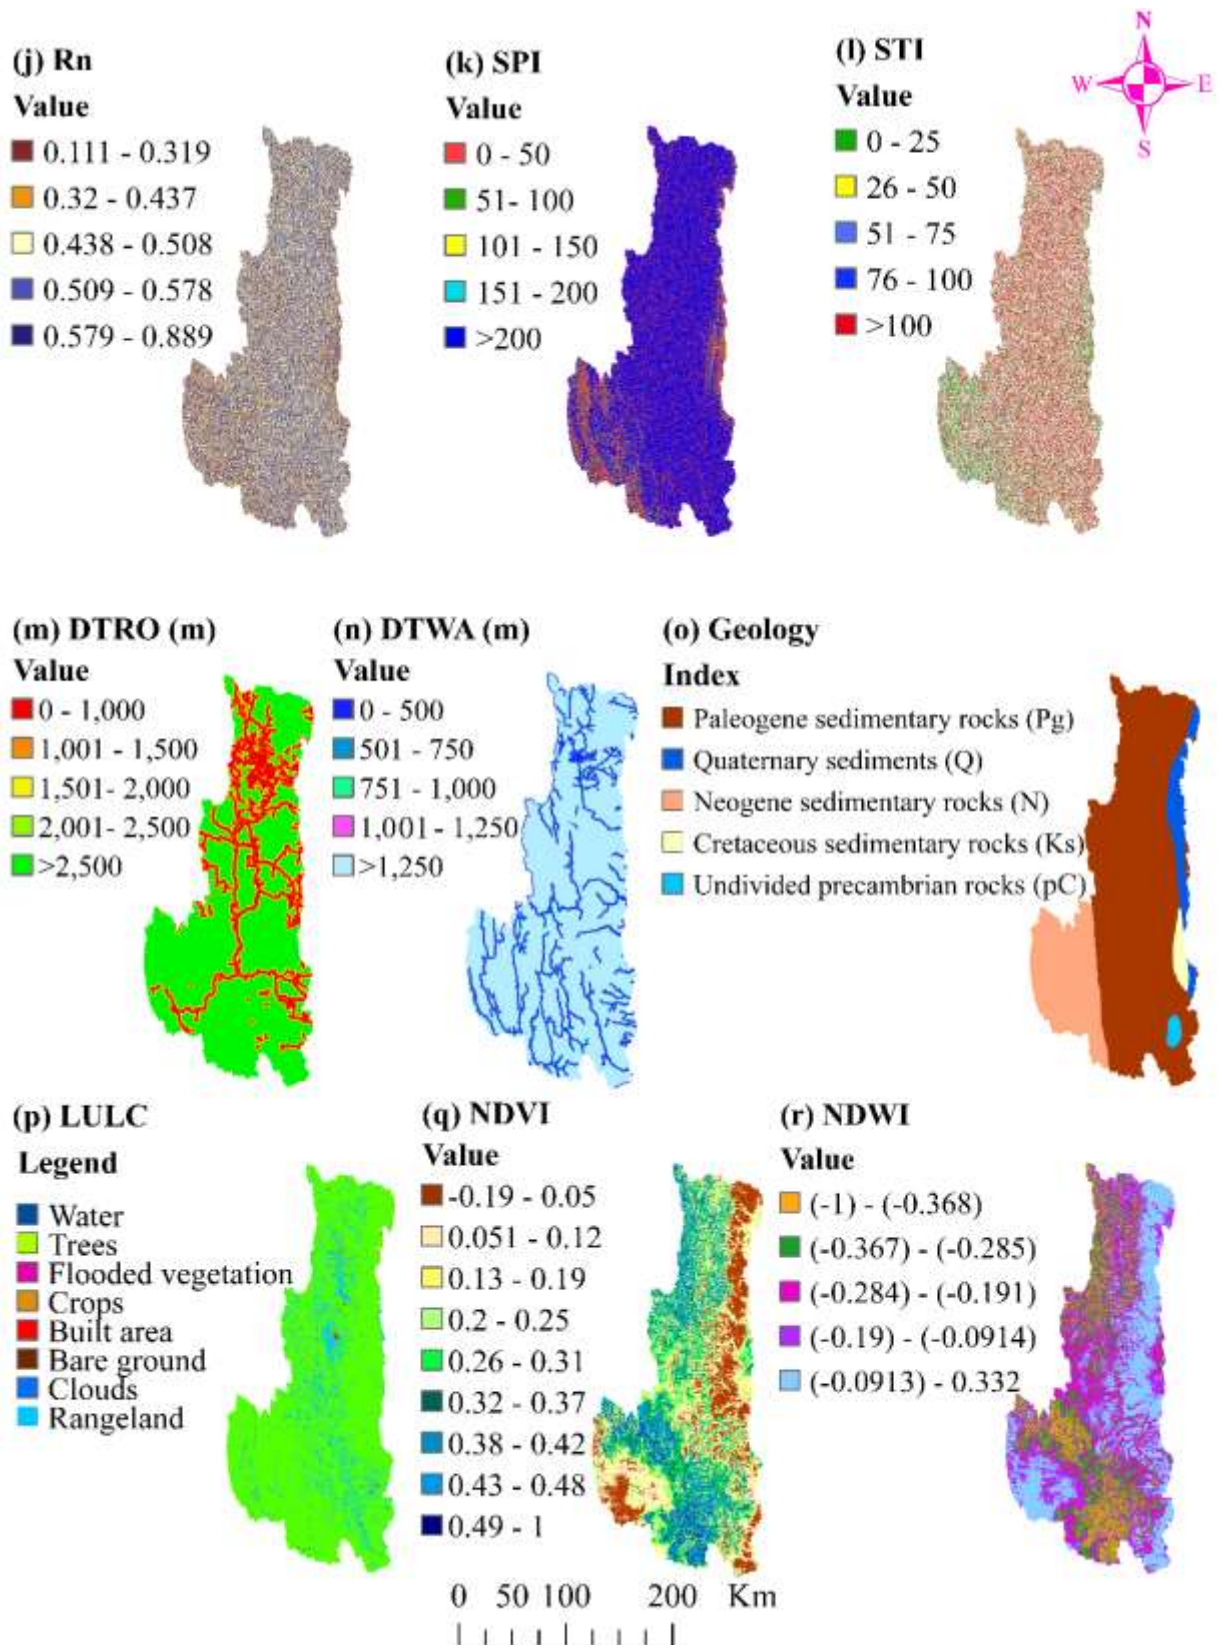 N
W E
S
(j) Rn
Value
0.111 - 0.319
0.32 - 0.437
0.438 - 0.508
0.509 - 0.578
0.579 - 0.889
(k) SPI
Value
0 - 50
51- 100
101 - 150
151 - 200
>200
(l) STI
Value
0 - 25
26 - 50
51 - 75
76 - 100
>100
(m) DTRO (m)
Value
0 - 1,000
1,001 - 1,500
1,501- 2,000
2,001- 2,500
>2,500
(n) DTWA (m)
Value
0 - 500
501 - 750
751 - 1,000
1,001 - 1,250
>1,250
(o) Geology
Index
Paleogene sedimentary rocks (Pg)
Quaternary sediments (Q)
Neogene sedimentary rocks (N)
Cretaceous sedimentary rocks (Ks)
Undivided precambrian rocks (pC)
(p) LULC
Legend
Water
Trees
Flooded vegetation
Crops
Built area
Bare ground
Clouds
Rangeland
(q) NDVI
Value
-0.19 - 0.05
0.051 - 0.12
0.13 - 0.19
0.2 - 0.25
0.26 - 0.31
0.32 - 0.37
0.38 - 0.42
0.43 - 0.48
0.49 - 1
(r) NDWI
Value
(-1) - (-0.368)
(-0.367) - (-0.285)
(-0.284) - (-0.191)
(-0.19) - (-0.0914)
(-0.0913) - 0.332
0 50 100 200 Km